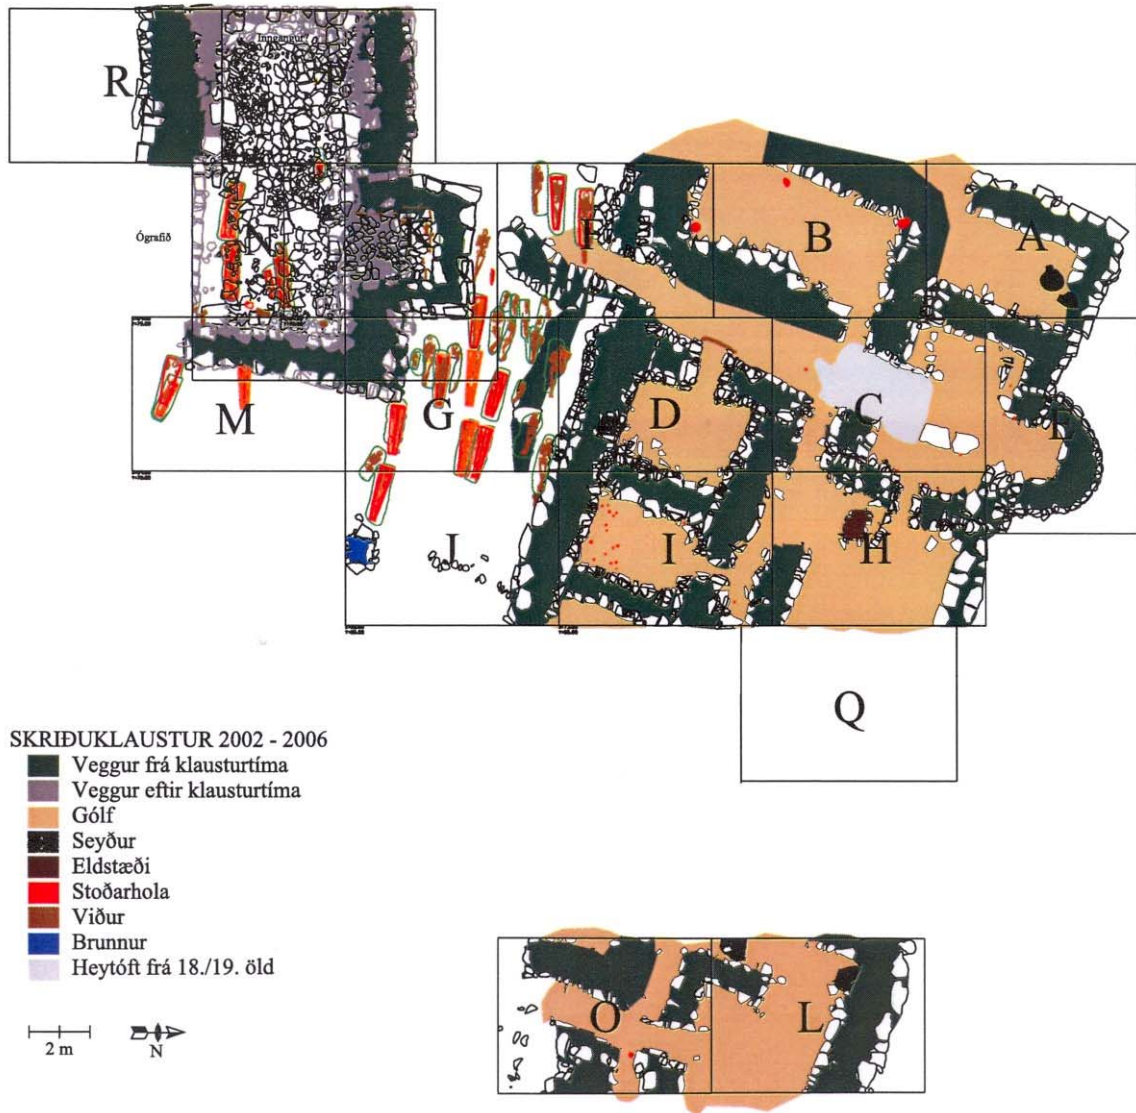 Inngangur
R
P
Ógrafið
N
K
F
B
A
M
G
D
C
E
J
I
H
Q
SKRIÐUKLAUSTUR 2002 - 2006
Veggur frá klausturtíma
Veggur eftir klausturtíma
Gólf
Seyður
Eldstæði
Stoðarhola
Viður
Brunnur
Heytóft frá 18./19. öld
2 m
N
O
L